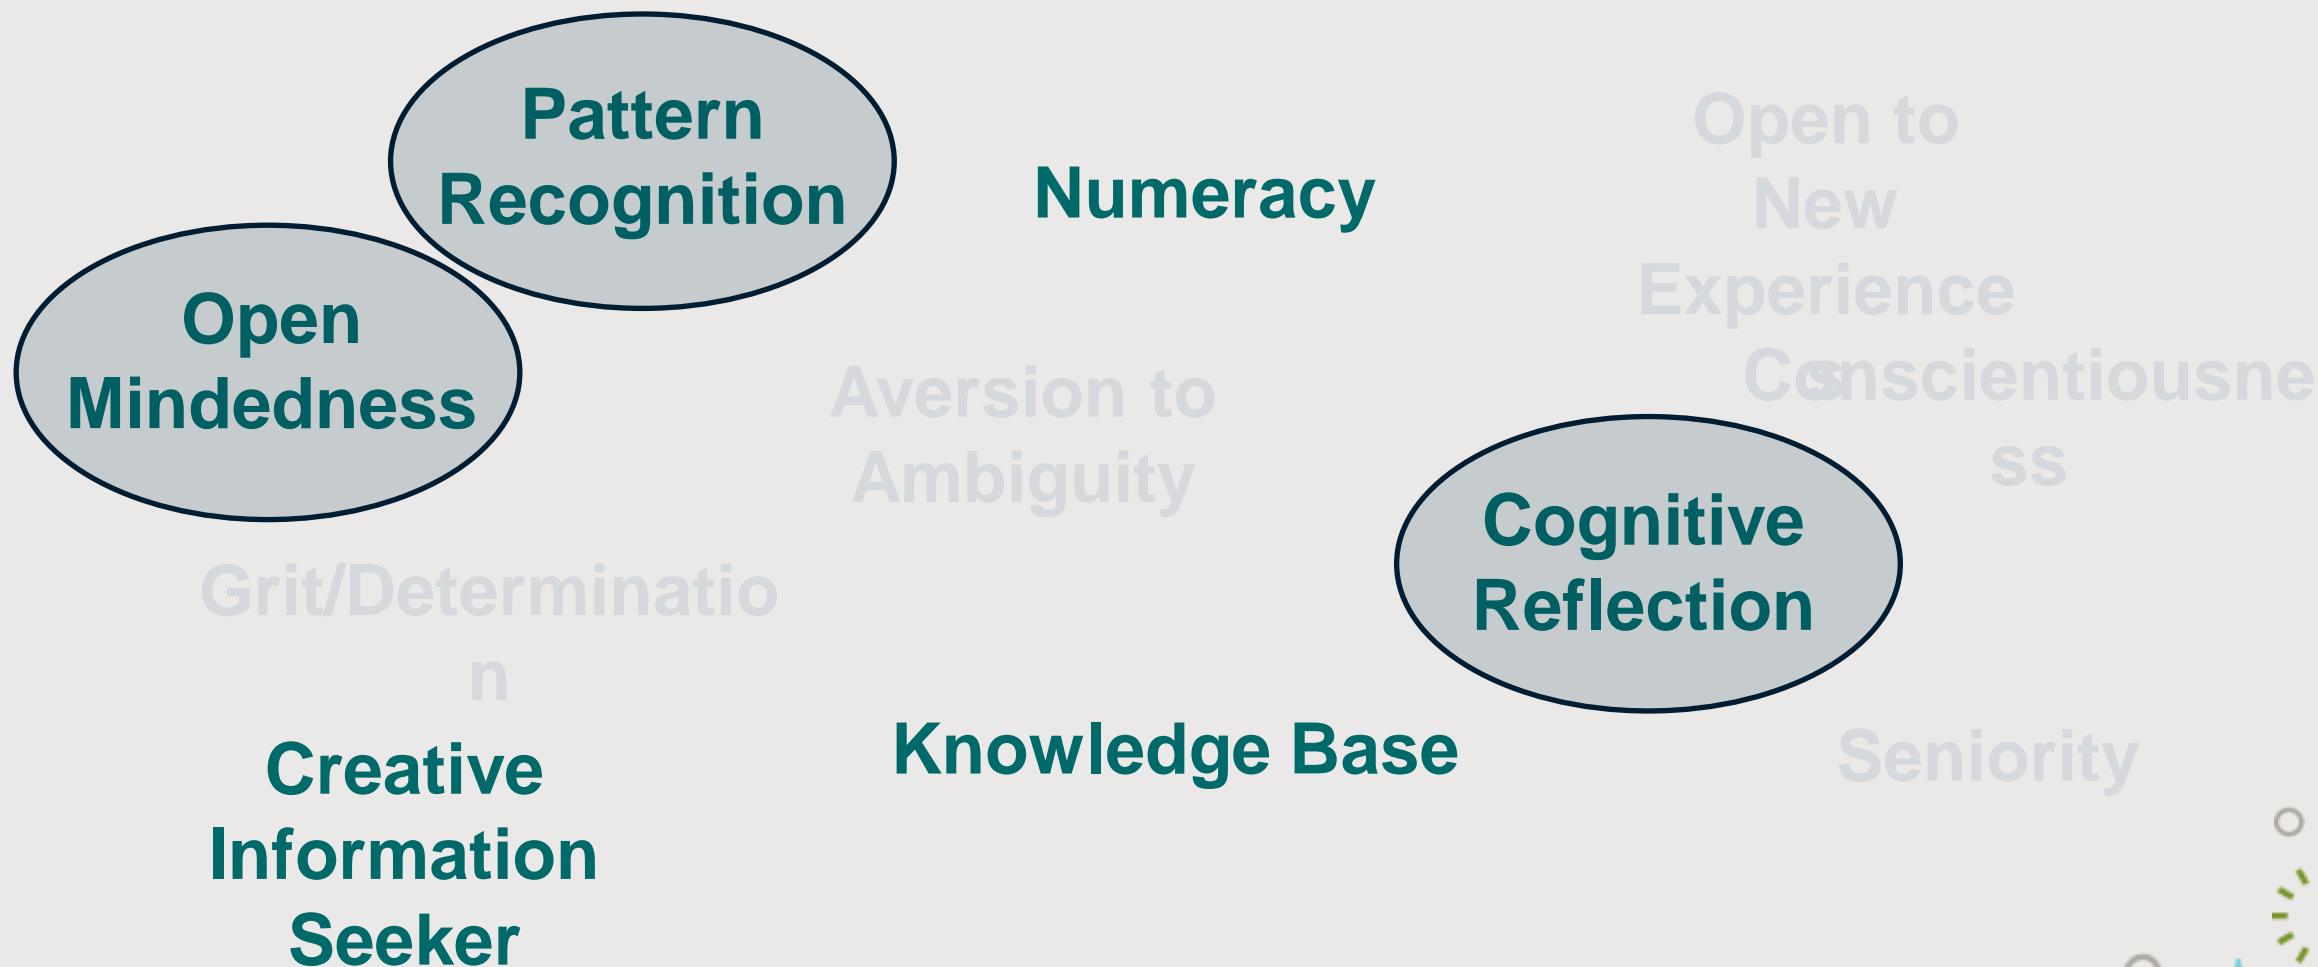 Pattern
Recognition
Numeracy
Open to
New
Experience
s
Open
Mindedness
Aversion to
Ambiguity
Conscientiousne
ss
Cognitive
Reflection
Grit/Determinatio
n
Creative
Information
Seeker
Knowledge Base
Seniority